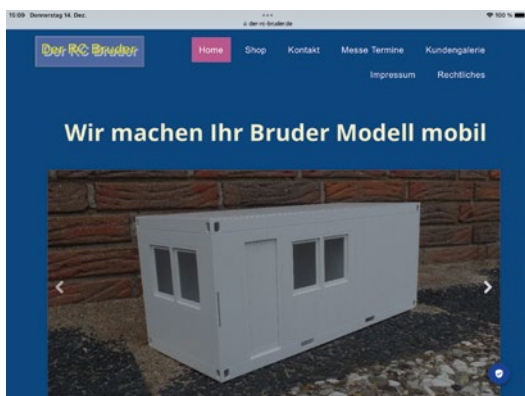 15:09 Donnerstag 14. Dez. 100 %
der-rc-bruder.de
Der RC Bruder Home Shop Kontakt Messe Termine Kundengalerie
Impressum Rechtliches
Wir machen Ihr Bruder Modell mobil